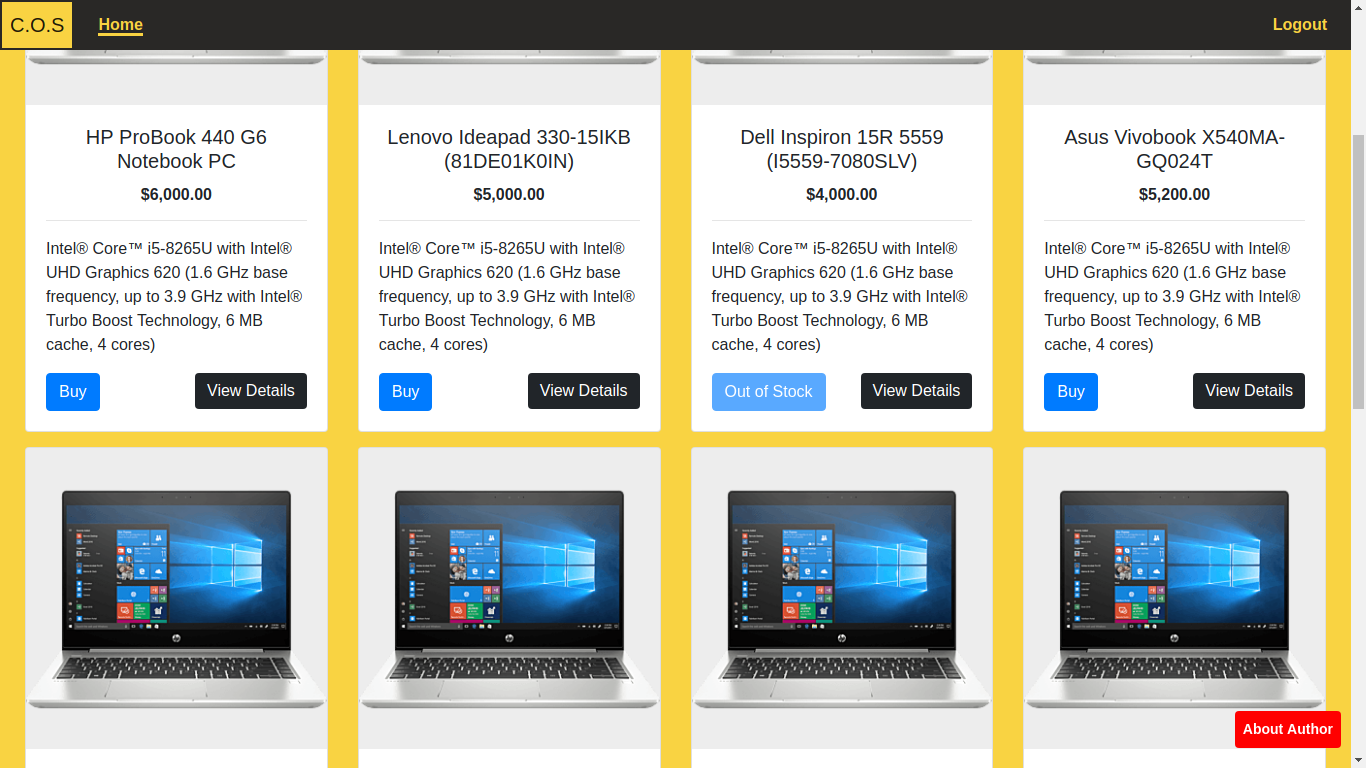 C.O.S Home Logout
HP ProBook 440 G6
Notebook PC
$6,000.00
Intel® Core™ i5-8265U with Intel®
UHD Graphics 620 (1.6 GHz base
frequency, up to 3.9 GHz with Intel®
Turbo Boost Technology, 6 MB
cache, 4 cores)
Buy View Details
Lenovo Ideapad 330-15IKB
(81DE01K0IN)
$5,000.00
Intel® Core™ i5-8265U with Intel®
UHD Graphics 620 (1.6 GHz base
frequency, up to 3.9 GHz with Intel®
Turbo Boost Technology, 6 MB
cache, 4 cores)
Buy View Details
Dell Inspiron 15R 5559
(I5559-7080SLV)
$4,000.00
Intel® Core™ i5-8265U with Intel®
UHD Graphics 620 (1.6 GHz base
frequency, up to 3.9 GHz with Intel®
Turbo Boost Technology, 6 MB
cache, 4 cores)
Out of Stock View Details
Asus Vivobook X540MA-
GQ024T
$5,200.00
Intel® Core™ i5-8265U with Intel®
UHD Graphics 620 (1.6 GHz base
frequency, up to 3.9 GHz with Intel®
Turbo Boost Technology, 6 MB
cache, 4 cores)
Buy View Details
hp
hp
hp
hp
About Author